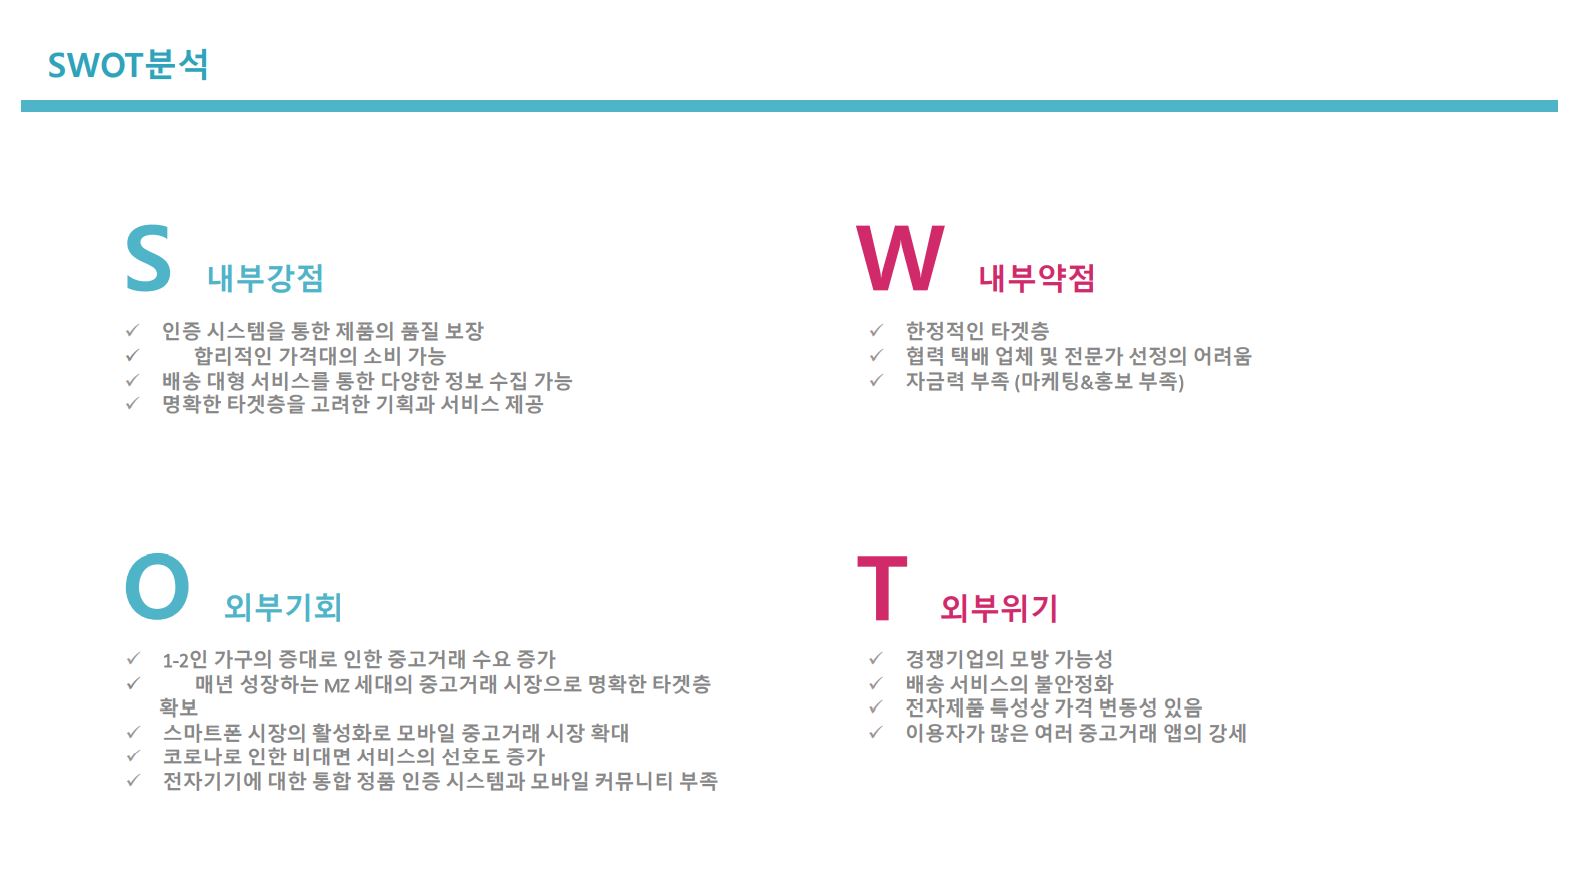 SWOT분석
S 내부강점
✓ 인증 시스템을 통한 제품의 품질 보장
✓ 합리적인 가격대의 소비 가능
✓ 배송 대형 서비스를 통한 다양한 정보 수집 가능
✓ 명확한 타겟층을 고려한 기획과 서비스 제공
W 내부약점
✓ 한정적인 타겟층
✓ 협력 택배 업체 및 전문가 선정의 어려움
✓ 자금력 부족 (마케팅&홍보 부족)
O 외부기회
✓ 1-2인 가구의 증대로 인한 중고거래 수요 증가
✓ 매년 성장하는 MZ 세대의 중고거래 시장으로 명확한 타겟층
확보
✓ 스마트폰 시장의 활성화로 모바일 중고거래 시장 확대
✓ 코로나로 인한 비대면 서비스의 선호도 증가
✓ 전자기기에 대한 통합 정품 인증 시스템과 모바일 커뮤니티 부족
T 외부위기
✓ 경쟁기업의 모방 가능성
✓ 배송 서비스의 불안정화
✓ 전자제품 특성상 가격 변동성 있음
✓ 이용자가 많은 여러 중고거래 앱의 강세